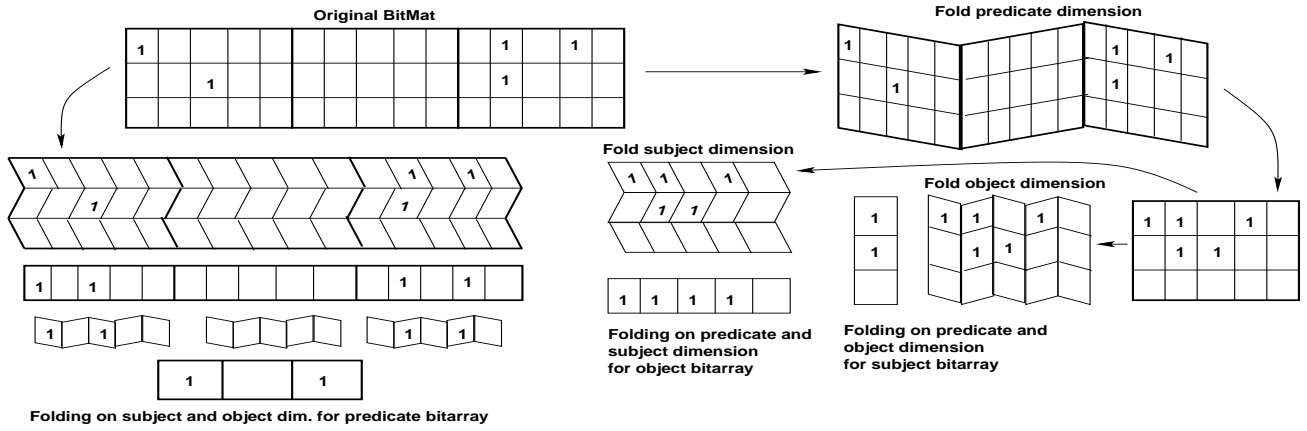 Original BitMat
1 1 1
1 1
Fold predicate dimension
1 1 1
1 1
1 1 1
1 1
1 1 1 1
1 1 1 1
1 1
Folding on subject and object dim. for predicate bitarray
Fold subject dimension
1 1 1
1 1
1 1 1 1
Folding on predicate and
subject dimension
for object bitarray
Fold object dimension
1
1
1 1 1
1 1
1 1 1
1 1
Folding on predicate and
object dimension
for subject bitarray